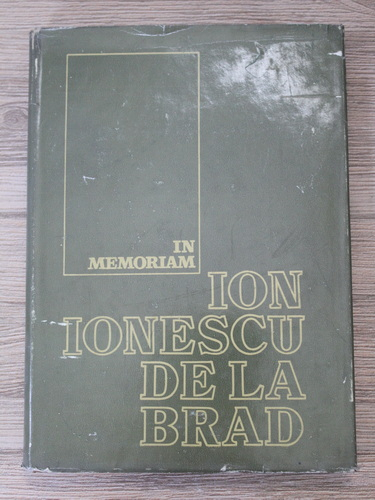 IN
MEMORIAM
ION
IONESCU
DE LA
BRAD